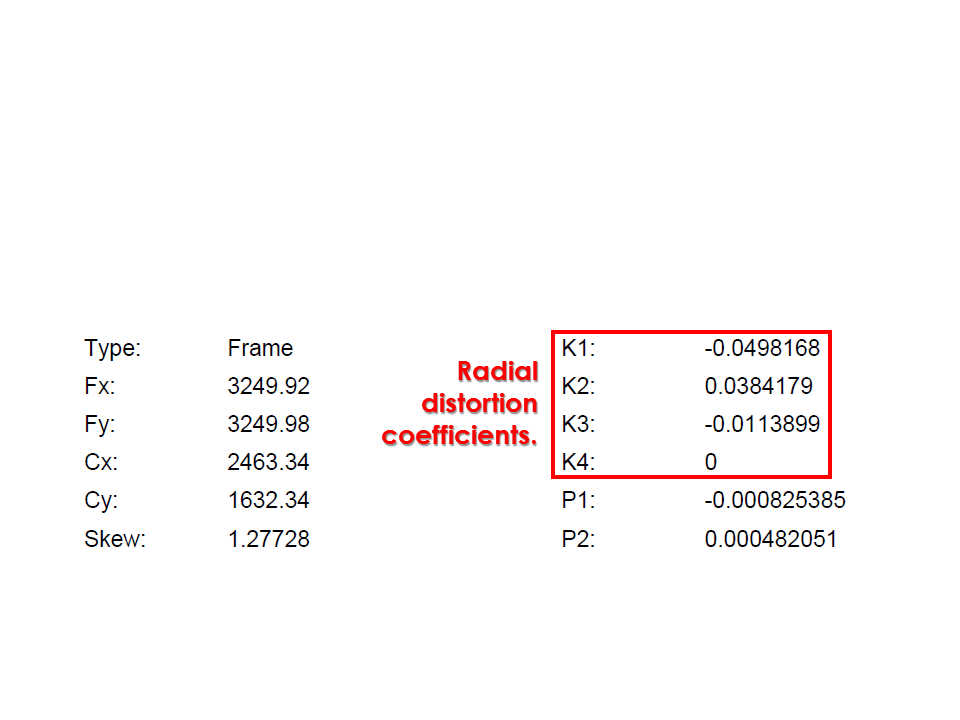 Type: Frame
Fx: 3249.92
Fy: 3249.98
Cx: 2463.34
Cy: 1632.34
Skew: 1.27728
Radial
distortion
coefficients.
K1: -0.0498168
K2: 0.0384179
K3: -0.0113899
K4: 0
P1: -0.000825385
P2: 0.000482051